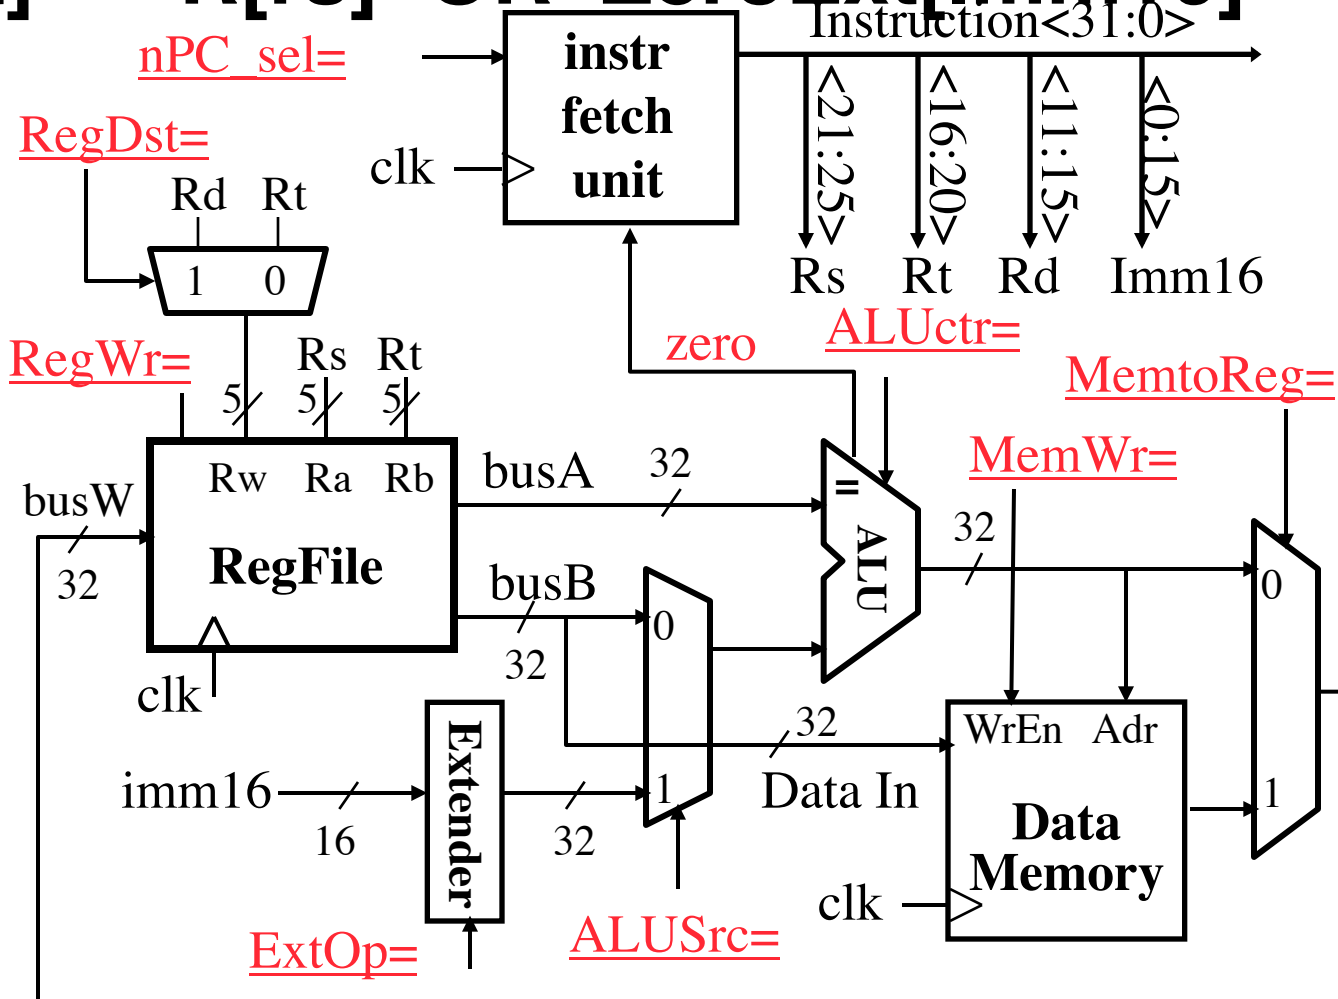 Instruction<31:0>
nPC_sel=
instr
fetch
unit
clk
<21:25>
<16:20>
<11:15>
<0:15>
Rs
Rt
Rd
Imm16
RegDst=
Rd
Rt
1
0
zero
ALUctr=
RegWr=
Rs
Rt
5
5
5
MemtoReg=
MemWr=
busW
32
Rw
Ra
Rb
RegFile
clk
busA
32
busB
32
=
ALU
32
0
1
0
1
imm16
16
Extender
32
32
Data In
WrEn
Adr
Data
Memory
clk
ExtOp=
ALUSrc=